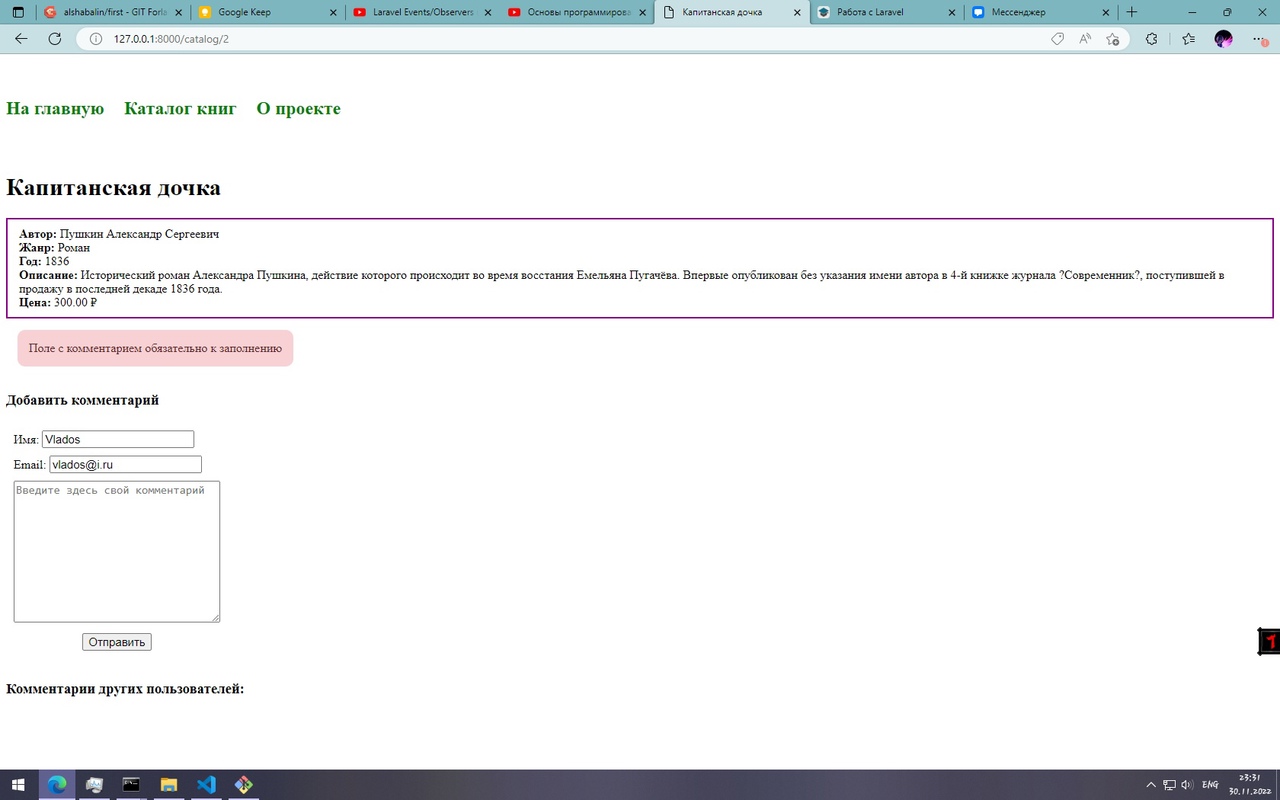 alshabalin/first - GIT Forla
Google Keep
Laravel Events/Observers
Основы программирова
Капитанская дочка
Работа с Laravel
Мессенджер
127.0.0.1:8000/catalog/2
На главную Каталог книг О проекте
Капитанская дочка
Автор: Пушкин Александр Сергеевич
Жанр: Роман
Год: 1836
Описание: Исторический роман Александра Пушкина, действие которого происходит во время восстания Емельяна Пугачёва. Впервые опубликован без указания имени автора в 4-й книжке журнала ?Современник?, поступившей в
продажу в последней декаде 1836 года.
Цена: 300.00 ₽
Поле с комментарием обязательно к заполнению
Добавить комментарий
Имя: Vlados
Email: vlados@i.ru
Введите здесь свой комментарий
Отправить
1
Комментарии других пользователей:
ENG
23:31
30.11.2022